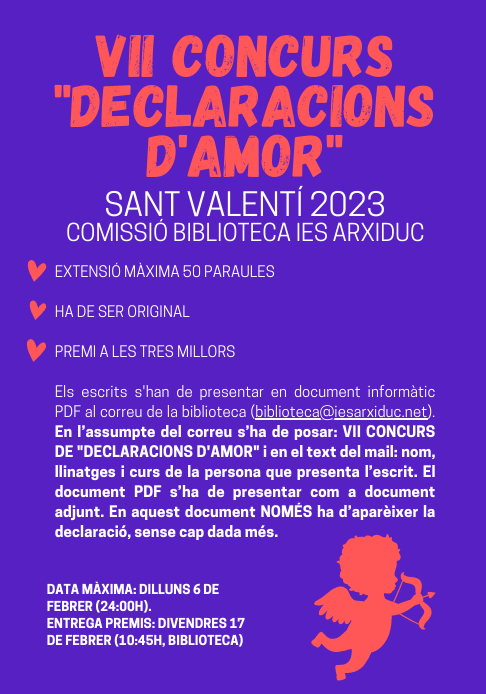 VII CONCURS
"DECLARACIONS
D'AMOR"
SANT VALENTÍ 2023
COMISSIÓ BIBLIOTECA IES ARXIDUC
EXTENSIÓ MÀXIMA 50 PARAULES
HA DE SER ORIGINAL
PREMI A LES TRES MILLORS
Els escrits s'han de presentar en document informàtic
PDF al correu de la biblioteca (biblioteca@iesarxiduc.net).
En l'assumpte del correu s'ha de posar: VII CONCURS
DE "DECLARACIONS D'AMOR" i en el text del mail: nom,
llinatges i curs de la persona que presenta l'escrit. El
document PDF s'ha de presentar com a document
adjunt. En aquest document NOMÉS ha d'aparèixer la
declaració, sense cap dada més.
DATA MÀXIMA: DILLUNS 6 DE
FEBRER (24:00H).
ENTREGA PREMIS: DIVENDRES 17
DE FEBRER (10:45H, BIBLIOTECA)